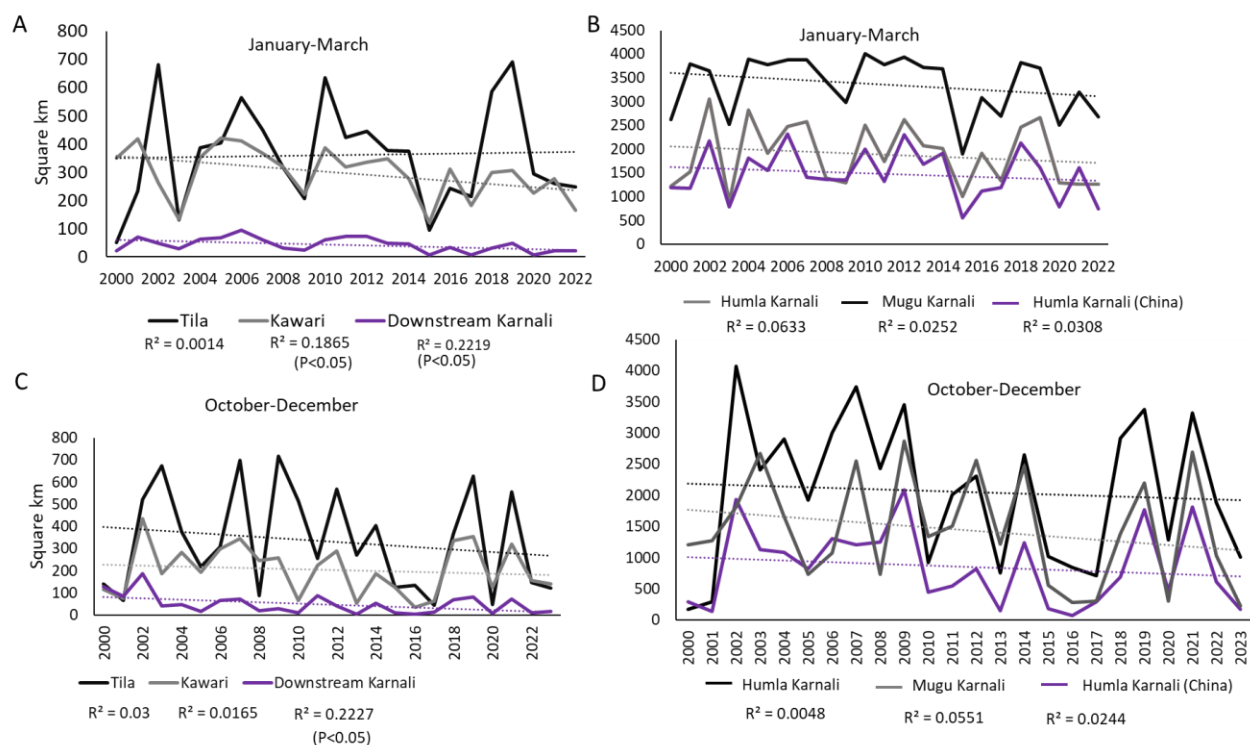 A
January-March
Square km
800
700
600
500
400
300
200
100
0
2000 2002 2004 2006 2008 2010 2012 2014 2016 2018 2020 2022
Tila Kawari Downstream Karnali
R² = 0.0014 R² = 0.1865 R² = 0.2219
(P<0.05) (P<0.05)
B
January-March
4500
4000
3500
3000
2500
2000
1500
1000
500
0
2000 2002 2004 2006 2008 2010 2012 2014 2016 2018 2020 2022
Humla Karnali Mugu Karnali Humla Karnali (China)
R² = 0.0633 R² = 0.0252 R² = 0.0308
C
October-December
Square km
800
700
600
500
400
300
200
100
0
2000 2002 2004 2006 2008 2010 2012 2014 2016 2018 2020 2022
Tila Kawari Downstream Karnali
R² = 0.03 R² = 0.0165 R² = 0.2227
(P<0.05)
D
October-December
4500
4000
3500
3000
2500
2000
1500
1000
500
0
2000 2001 2002 2003 2004 2005 2006 2007 2008 2009 2010 2011 2012 2013 2014 2015 2016 2017 2018 2019 2020 2021 2022 2023
Humla Karnali Mugu Karnali Humla Karnali (China)
R² = 0.0048 R² = 0.0551 R² = 0.0244